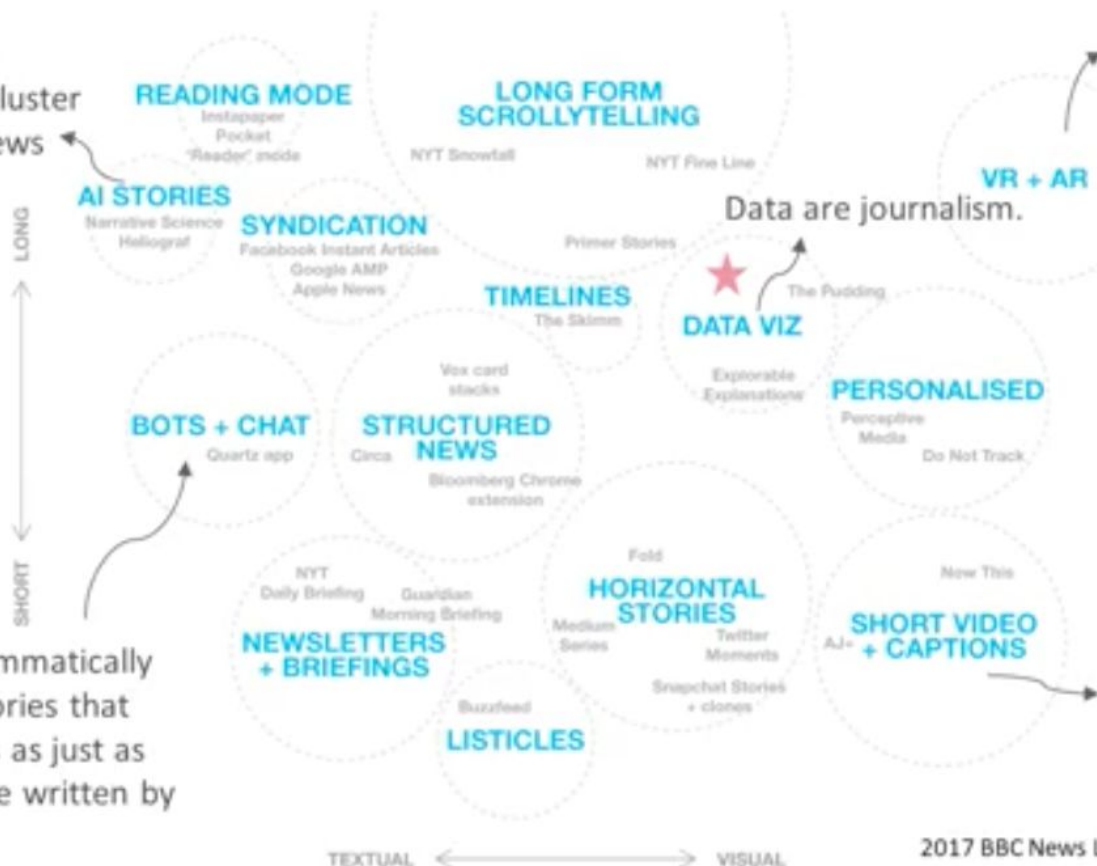 luster
ews
READING MODE
Instapaper
Pocket
"Reader" mode
LONG FORM
SCROLLYTELLING
NYT Snowfall
NYT Fine Line
Primer Stories
VR + AR
AI STORIES
Narrative Science
Heliograf
SYNDICATION
Facebook Instant Articles
Google AMP
Apple News
Data are journalism.
TIMELINES
The Skimm
DATA VIZ
The Pudding
Explorable
Explanations
LONG
SHORT
BOTS + CHAT
Quartz app
Vox card
stacks
STRUCTURED
NEWS
Circa
Bloomberg Chrome
extension
PERSONALISED
Perceptive
Media
Do Not Track
NYT
Daily Briefing
Guardian
Morning Briefing
NEWSLETTERS
+ BRIEFINGS
Fold
HORIZONTAL
STORIES
Medium
Series
Twitter
Moments
Snapchat Stories
+ clones
Now This
AJ+
SHORT VIDEO
+ CAPTIONS
Buzzfeed
LISTICLES
mmatically
ories that
s as just as
e written by
TEXTUAL
VISUAL
2017 BBC News L